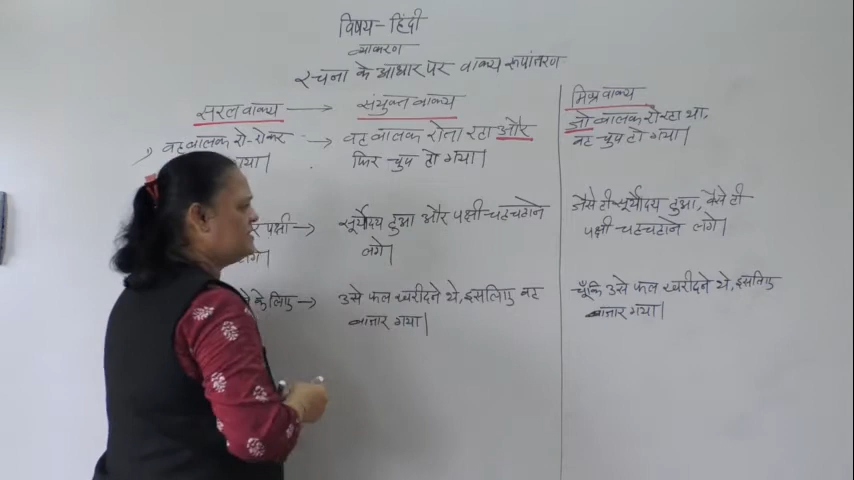 विषय-हिंदी
व्याकरण
रचना के आधार पर वाक्य रूपांतरण
सरल वाक्य → संयुक्त वाक्य
मिश्र वाक्य
वह बालक रो-रोकर → वह बालक रोता रहा और
गया। फिर चुप हो गया।
जो बालक रो रहा था,
वह चुप हो गया।
पक्षी → सूर्योदय हुआ और पक्षी चहचहाने
लगे। लगे।
जैसे ही सूर्योदय हुआ, वैसे ही
पक्षी चहचहाने लगे।
के लिए → उसे फल खरीदने थे, इसलिए वह
बाजार गया।
चूँकि उसे फल खरीदने थे, इसलिए
बाजार गया।